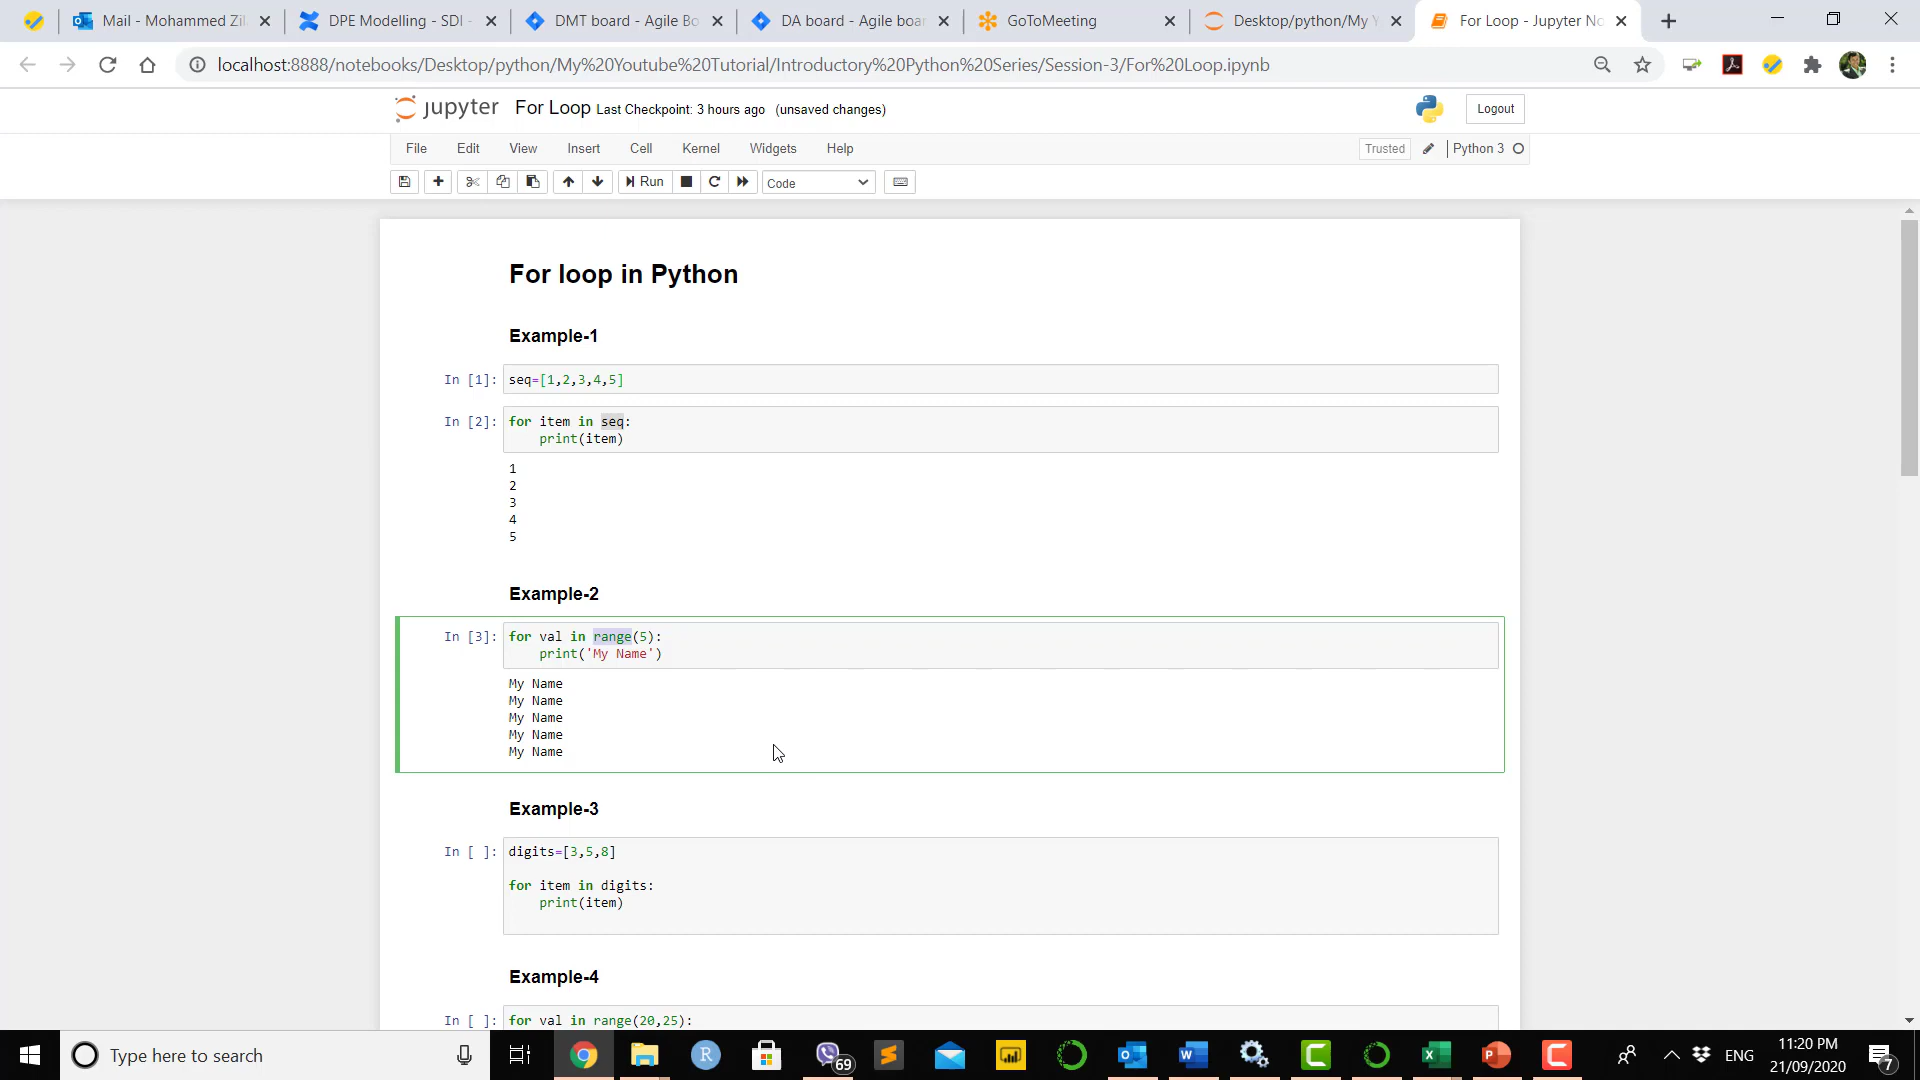 Mail - Mohammed Zil
DPE Modelling - SDI -
DMT board - Agile Bo
DA board - Agile boar
GoToMeeting
Desktop/python/My Y
For Loop - Jupyter No
localhost:8888/notebooks/Desktop/python/My%20Youtube%20Tutorial/Introductory%20Python%20Series/Session-3/For%20Loop.ipynb
jupyter For Loop Last Checkpoint: 3 hours ago (unsaved changes)
Logout
File Edit View Insert Cell Kernel Widgets Help
Trusted
Python 3
Run
Code
For loop in Python
Example-1
In [1]: seq=[1,2,3,4,5]
In [2]: for item in seq:
print(item)
1
2
3
4
5
Example-2
In [3]: for val in range(5):
print('My Name')
My Name
My Name
My Name
My Name
My Name
Example-3
In [ ]: digits=[3,5,8]
for item in digits:
print(item)
Example-4
In [ ]: for val in range(20,25):
Type here to search
R
69
ENG
11:20 PM
21/09/2020
7